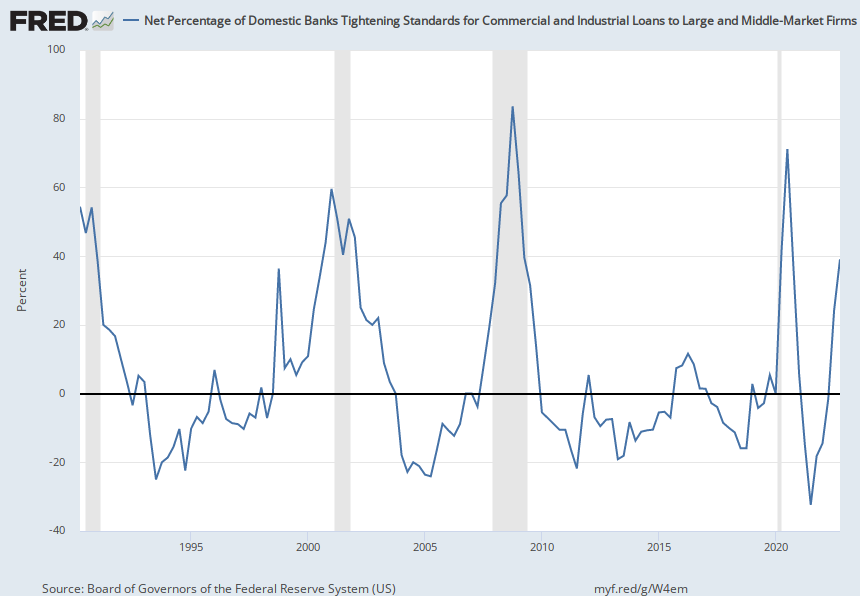 FRED
Net Percentage of Domestic Banks Tightening Standards for Commercial and Industrial Loans to Large and Middle-Market Firms
100
80
60
40
20
0
-20
-40
Percent
1995
2000
2005
2010
2015
2020
Source: Board of Governors of the Federal Reserve System (US)
myf.red/g/W4em